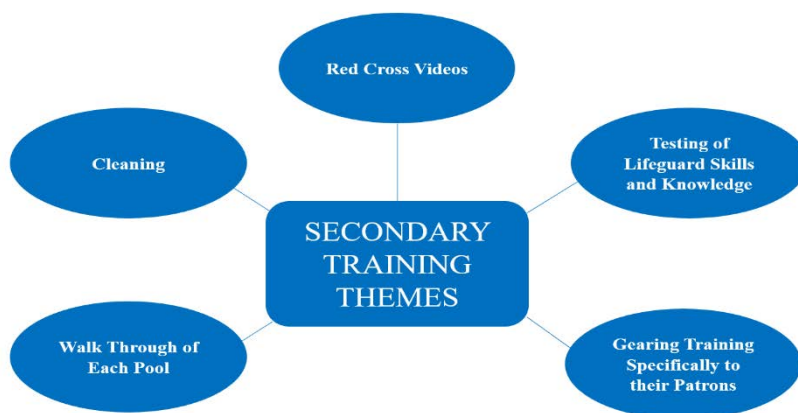 Red Cross Videos
Cleaning
Testing of
Lifeguard Skills
and Knowledge
SECONDARY
TRAINING
THEMES
Walk Through of
Each Pool
Gearing Training
Specifically to
their Patrons